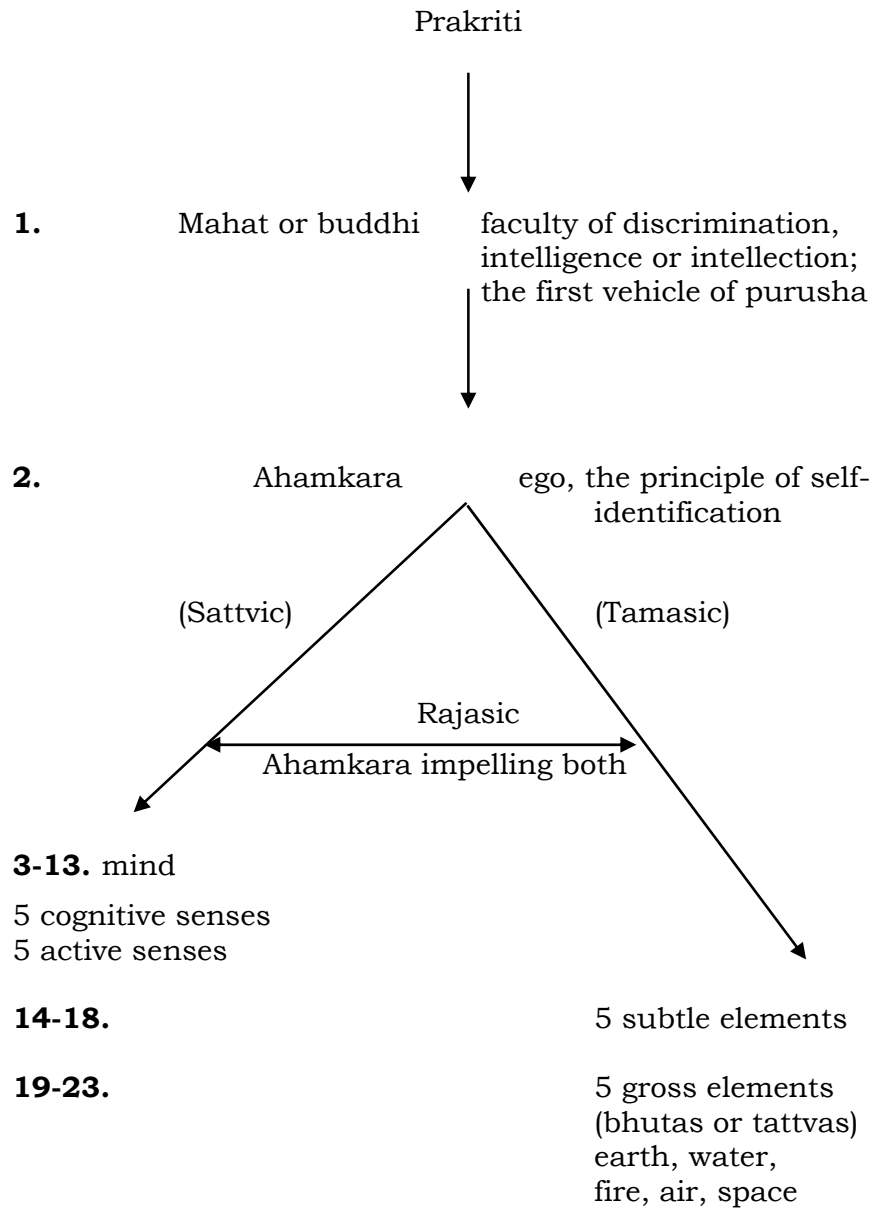 Prakriti
1. Mahat or buddhi faculty of discrimination,
intelligence or intellection;
the first vehicle of purusha
2. Ahamkara ego, the principle of self-
identification
(Sattvic) (Tamasic)
Rajasic
Ahamkara impelling both
3-13. mind
5 cognitive senses
5 active senses
14-18. 5 subtle elements
19-23. 5 gross elements
(bhutas or tattvas)
earth, water,
fire, air, space